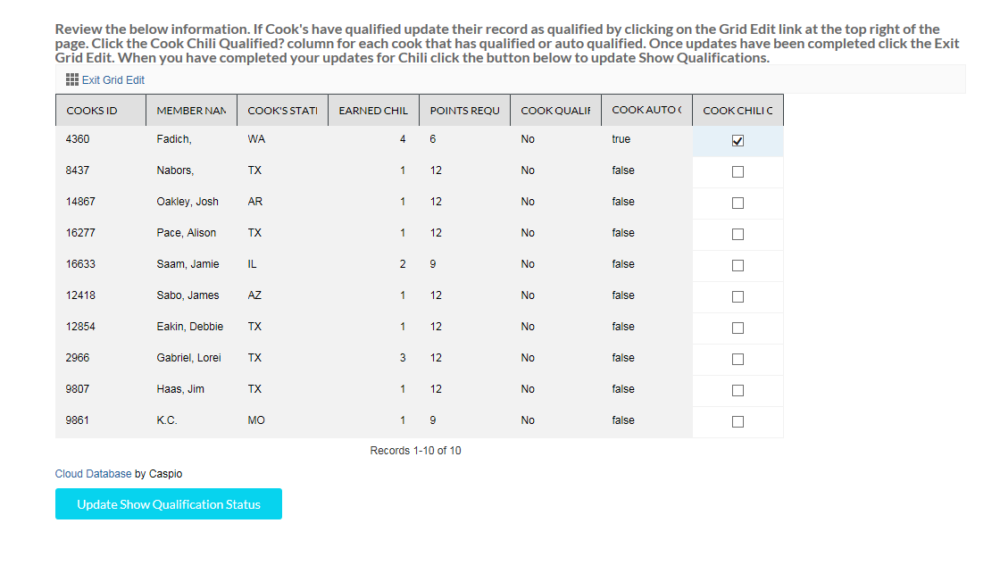 Review the below information. If Cook's have qualified update their record as qualified by clicking on the Grid Edit link at the top right of the
page. Click the Cook Chili Qualified? column for each cook that has qualified or auto qualified. Once updates have been completed click the Exit
Grid Edit. When you have completed your updates for Chili click the button below to update Show Qualifications.
Exit Grid Edit
COOKS ID MEMBER NAM COOK'S STATI EARNED CHIL POINTS REQU COOK QUALIF COOK AUTO COOK CHILI
4360 Fadich, WA 4 6 No true
8437 Nabors, TX 1 12 No false
14867 Oakley, Josh AR 1 12 No false
16277 Pace, Alison TX 1 12 No false
16633 Saam, Jamie IL 2 9 No false
12418 Sabo, James AZ 1 12 No false
12854 Eakin, Debbie TX 1 12 No false
2966 Gabriel, Lorei TX 3 12 No false
9807 Haas, Jim TX 1 12 No false
9861 K.C. MO 1 9 No false
Records 1-10 of 10
Cloud Database by Caspio
Update Show Qualification Status